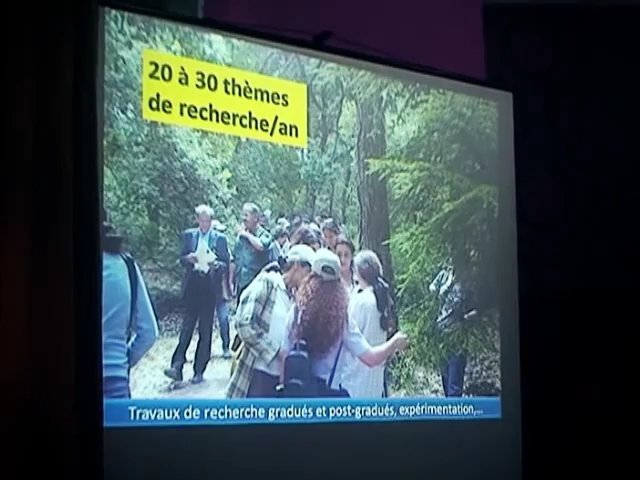 20 à 30 thèmes
de recherche/an
Travaux de recherche gradués et post-gradués, expérimentation,...